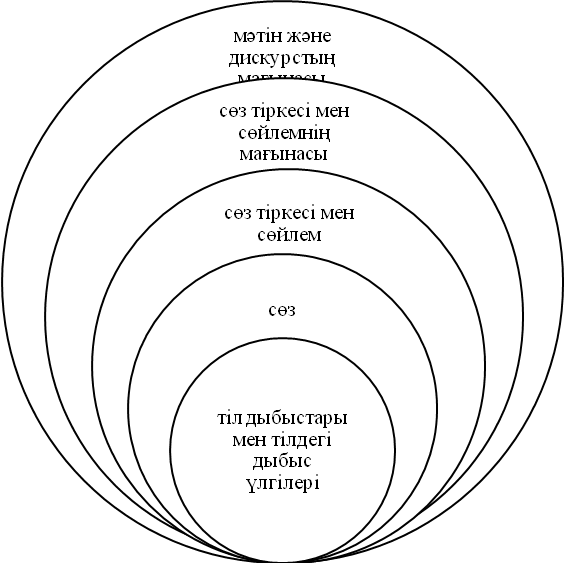 мәтін және
дискурстың
мағынасы
сөз тіркесі мен
сөйлемнің
мағынасы
сөз тіркесі мен
сөйлем
сөз
тіл дыбыстары
мен тілдегі
дыбыс
үлгілері